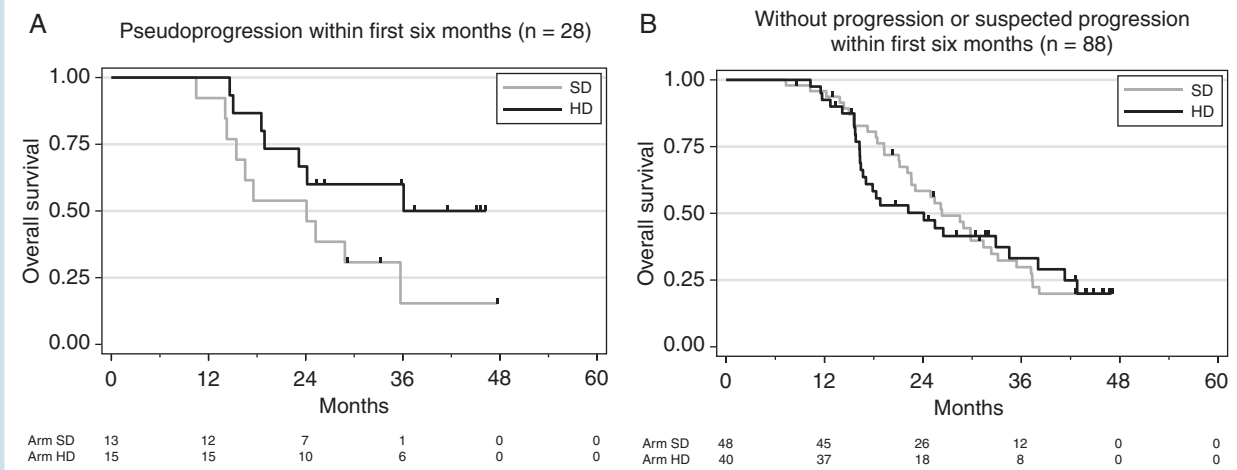 A
Pseudoprogression within first six months (n = 28)
1.00
0.75
0.50
0.25
0.00
Overall survival
SD
HD
0 12 24 36 48 60
Months
Arm SD 13 12 7 1 0 0
Arm HD 15 15 10 6 0 0
B
Without progression or suspected progression
within first six months (n = 88)
1.00
0.75
0.50
0.25
0.00
Overall survival
SD
HD
0 12 24 36 48 60
Months
Arm SD 48 45 26 12 0 0
Arm HD 40 37 18 8 0 0